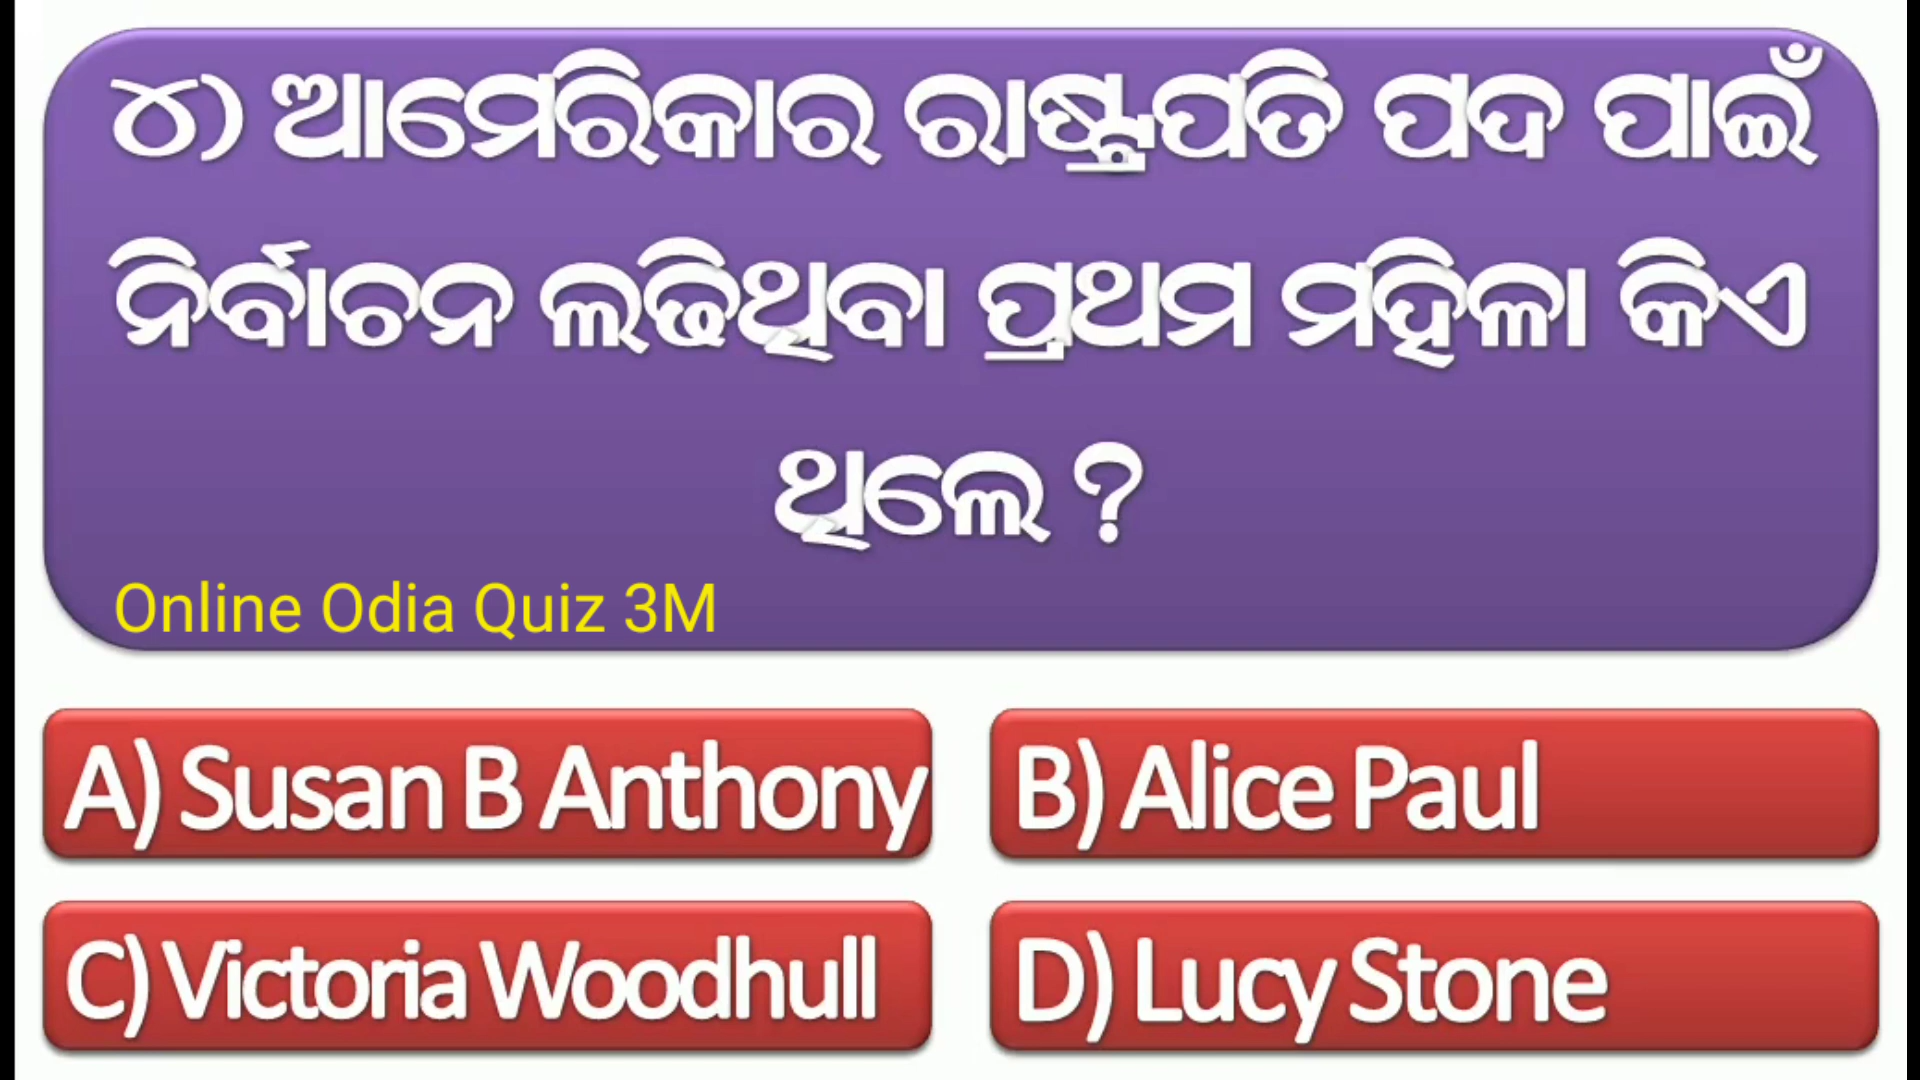 ୪) ଆମେରିକାର ରାଷ୍ଟ୍ରପତି ପଦ ପାଇଁ
ନିର୍ବାଚନ ଲଢିଥିବା ପ୍ରଥମ ମହିଳା କିଏ
ଥିଲେ ?
Online Odia Quiz 3M
A) Susan B Anthony
B) Alice Paul
C) Victoria Woodhull
D) Lucy Stone